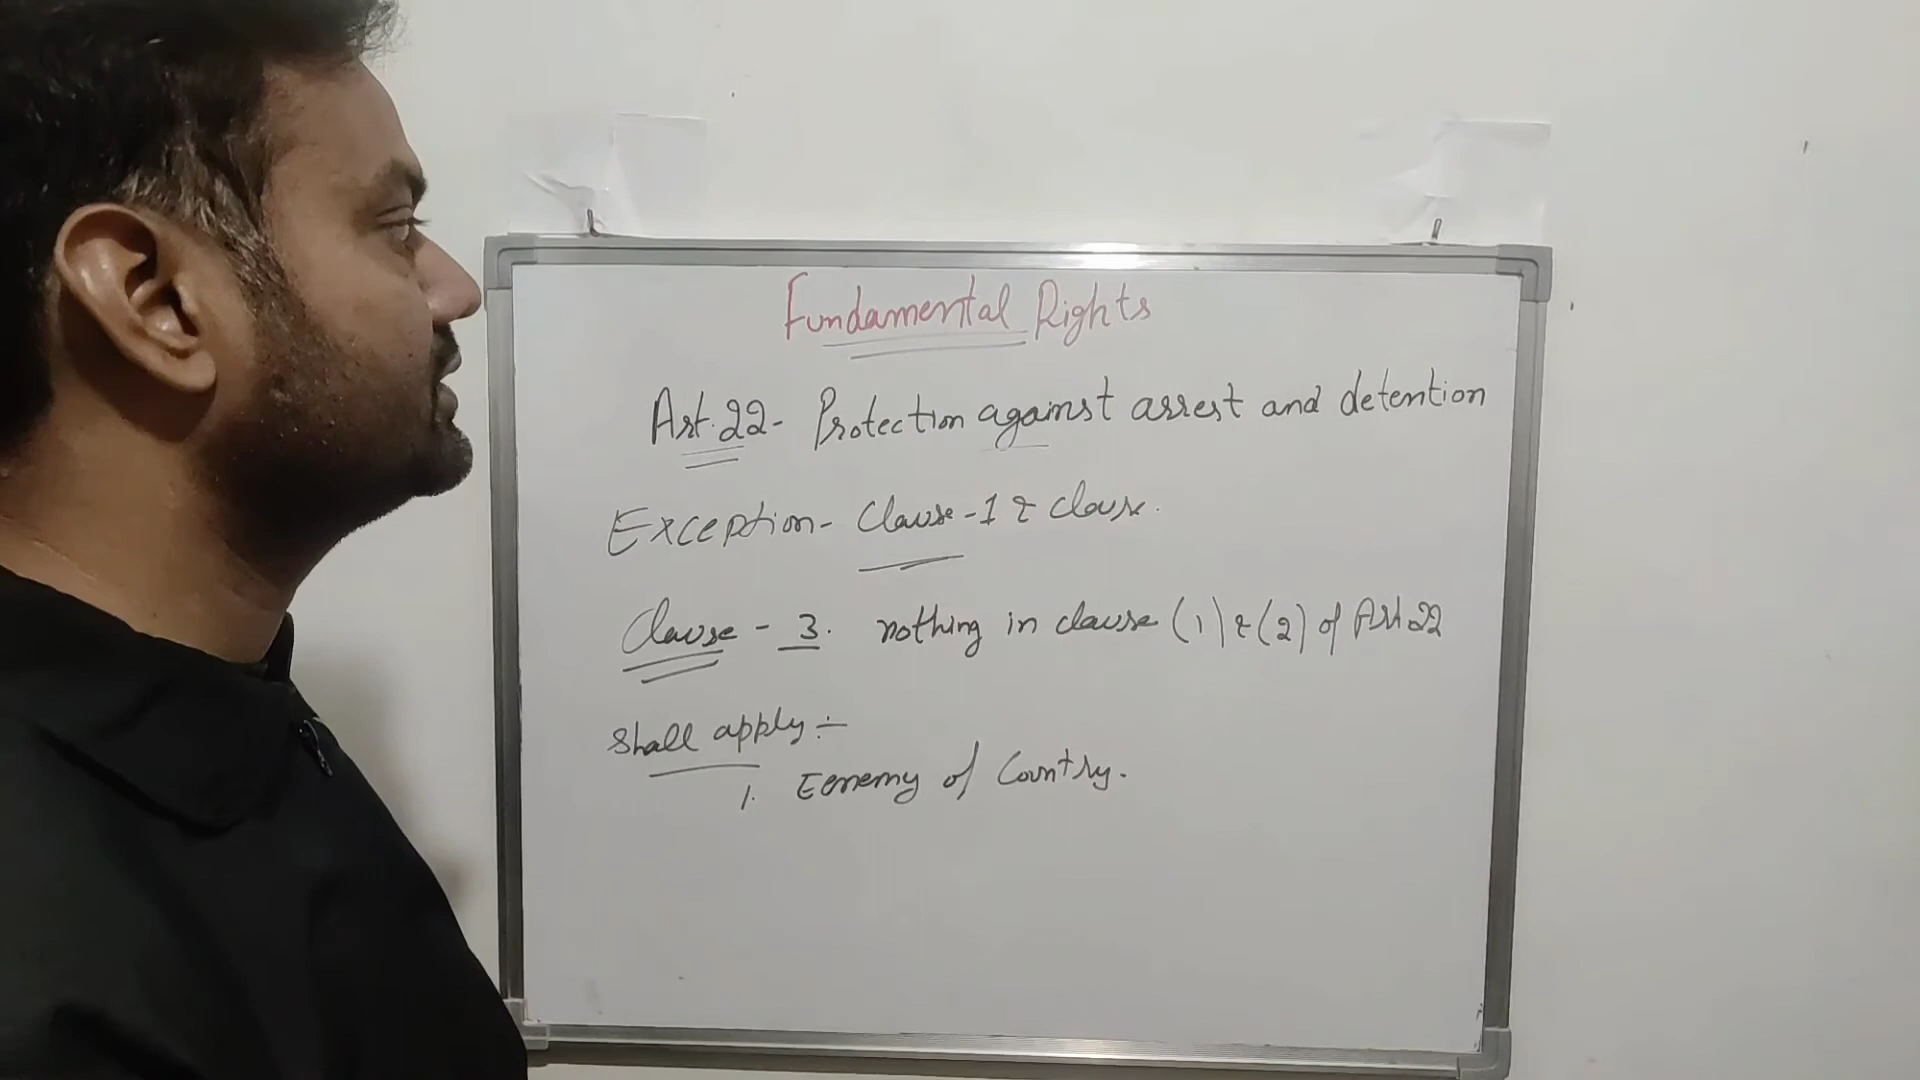 Fundamental Rights
Art.22- Protection against arrest and detention
Exception- Clause-1 & clause.
Clause - 3. nothing in clause (1) & (2) of Art 22
Shall apply:-
1. Eenemy of Country.